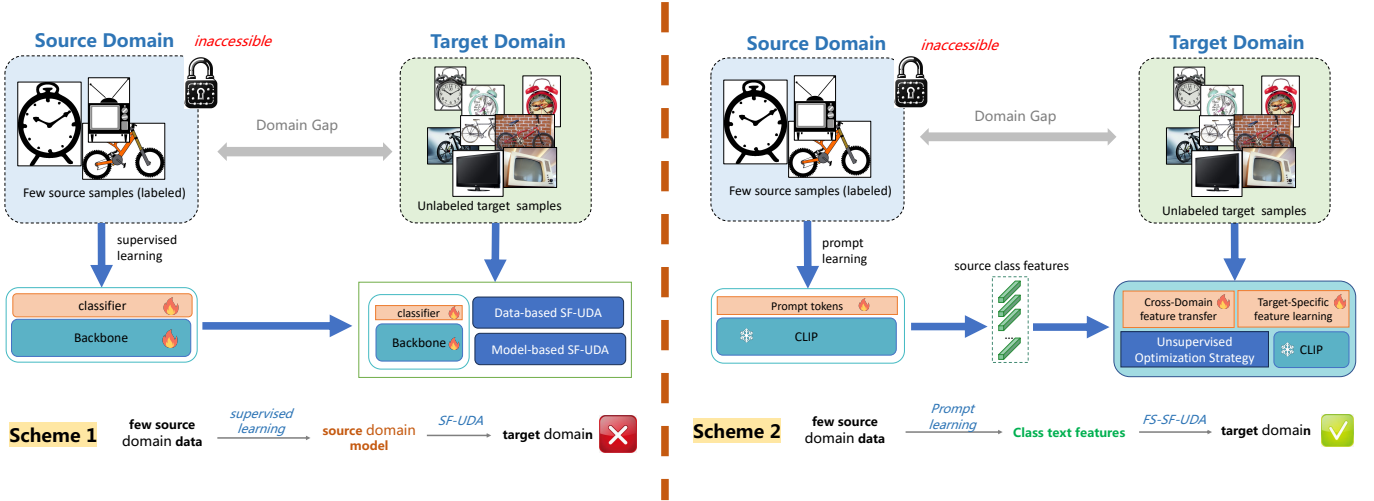 Source Domain
inaccessible
Target Domain
Domain Gap
Few source samples (labeled)
Unlabeled target samples
supervised
learning
classifier
Backbone
classifier
Backbone
Data-based SF-UDA
Model-based SF-UDA
Scheme 1
few source
domain data
supervised
learning
source domain
model
SF-UDA
target domain
Source Domain
inaccessible
Target Domain
Domain Gap
Few source samples (labeled)
Unlabeled target samples
prompt
learning
source class features
Prompt tokens
CLIP
......
Cross-Domain
feature transfer
Target-Specific
feature learning
Unsupervised
Optimization Strategy
CLIP
Scheme 2
few source
domain data
Prompt
learning
Class text features
FS-SF-UDA
target domain